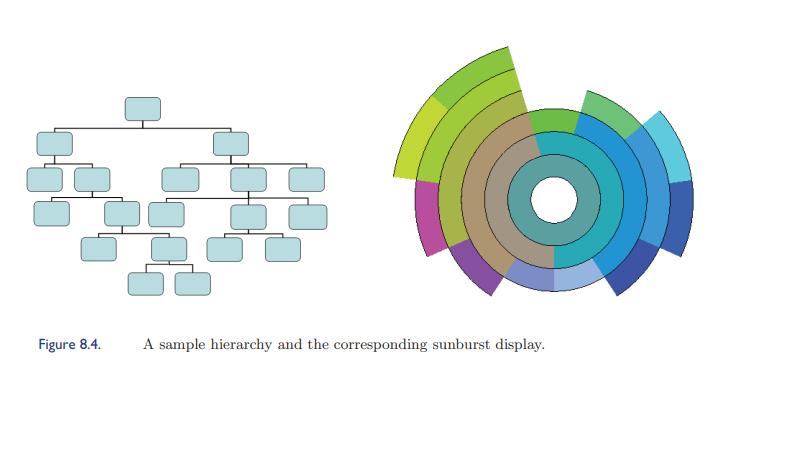 Figure 8.4. A sample hierarchy and the corresponding sunburst display.